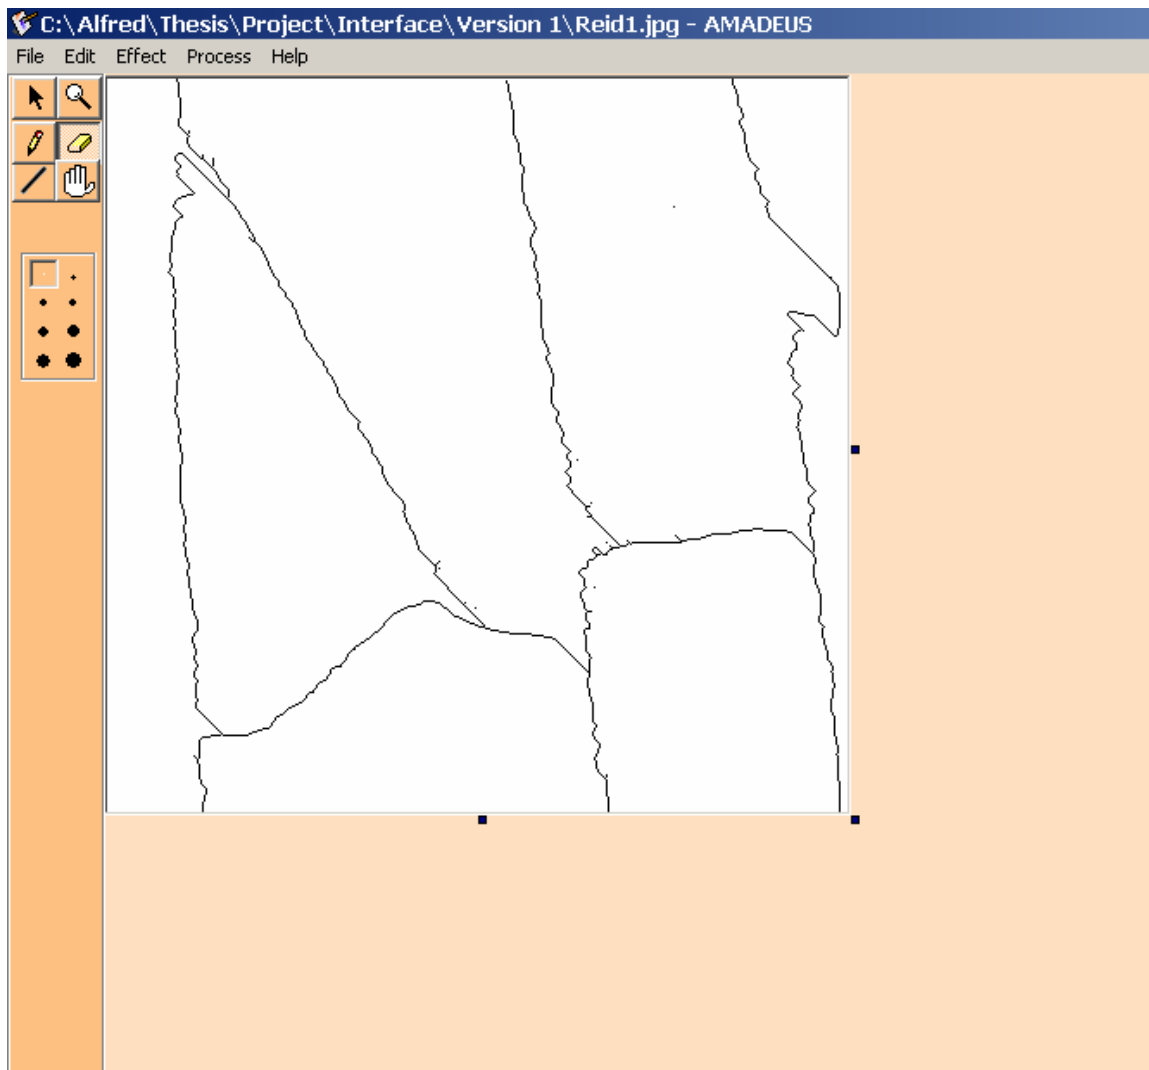 C:\Alfred\Thesis\Project\Interface\Version 1\Reid1.jpg - AMADEUS
File Edit Effect Process Help